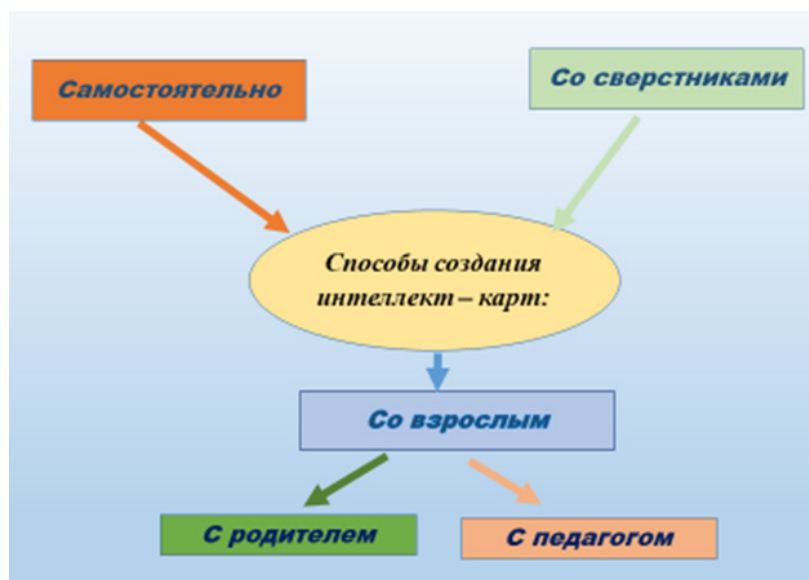 Самостоятельно
Со сверстниками
Способы создания
интеллект – карт:
Со взрослым
С родителем
С педагогом